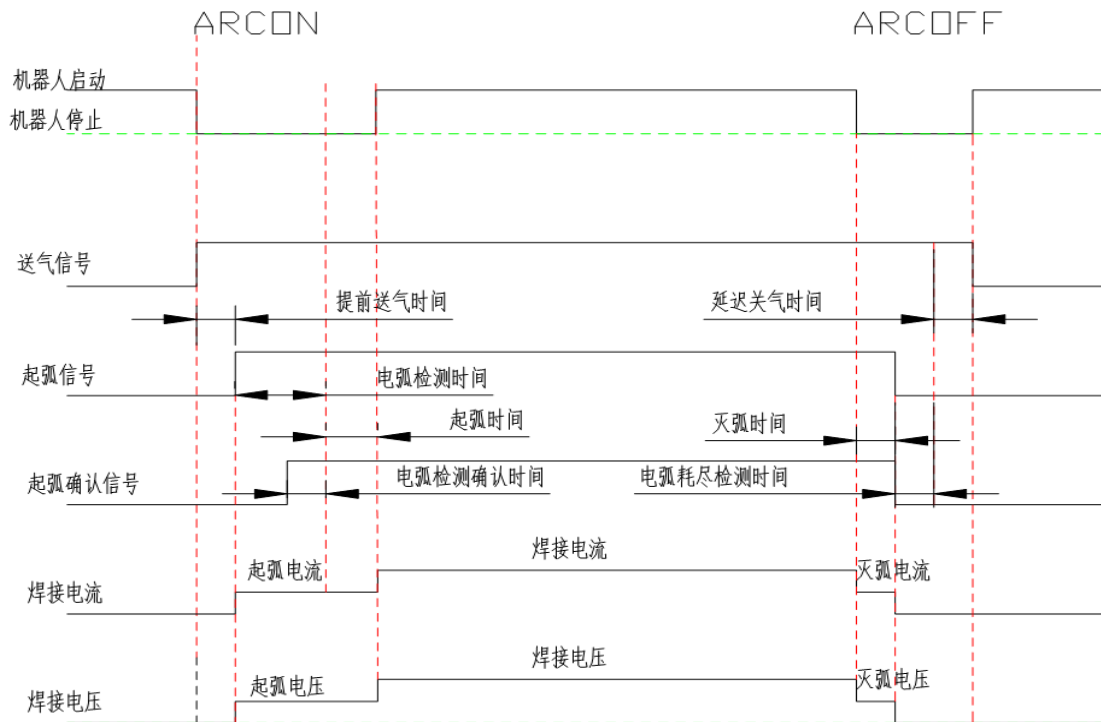 ARCON
ARCOFF
机器人启动
机器人停止
送气信号
提前送气时间
延迟关气时间
起弧信号
电弧检测时间
起弧时间
灭弧时间
起弧确认信号
电弧检测确认时间
电弧耗尽检测时间
焊接电流
起弧电流
焊接电流
灭弧电流
焊接电压
起弧电压
焊接电压
灭弧电压